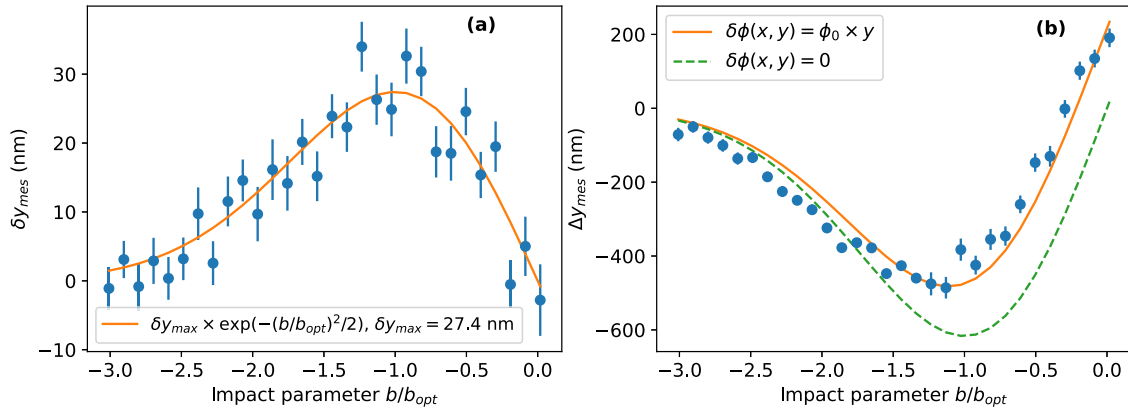 (a)
30
20
10
0
−10
δy_mes (nm)
δy_max × exp(−(b/b_opt)²/2), δy_max = 27.4 nm
−3.0 −2.5 −2.0 −1.5 −1.0 −0.5 0.0
Impact parameter b/b_opt
(b)
δϕ(x, y) = ϕ₀ × y
δϕ(x, y) = 0
200
0
−200
−400
−600
Δy_mes (nm)
−3.0 −2.5 −2.0 −1.5 −1.0 −0.5 0.0
Impact parameter b/b_opt